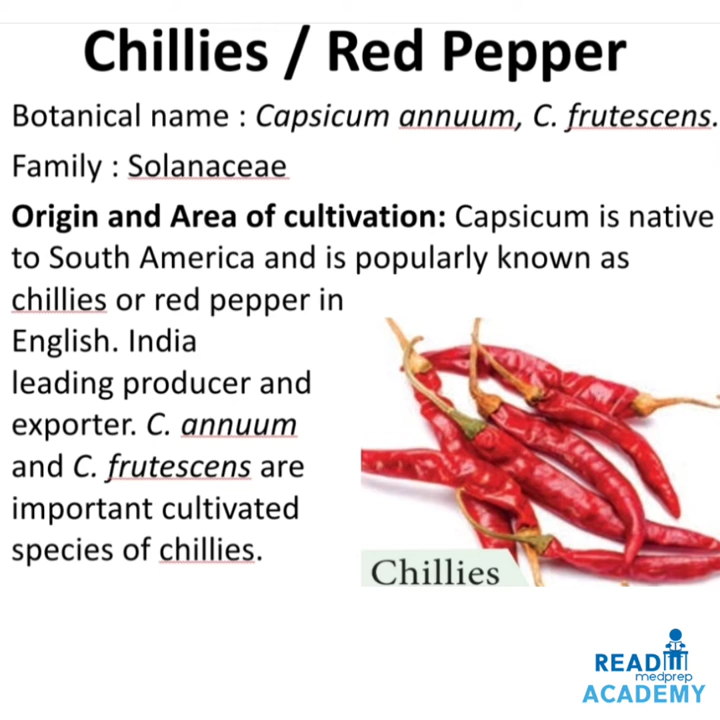 Chillies / Red Pepper
Botanical name : Capsicum annuum, C. frutescens.
Family : Solanaceae
Origin and Area of cultivation: Capsicum is native
to South America and is popularly known as
chillies or red pepper in
English. India
leading producer and
exporter. C. annuum
and C. frutescens are
important cultivated
species of chillies.
Chillies
READ
medprep
ACADEMY